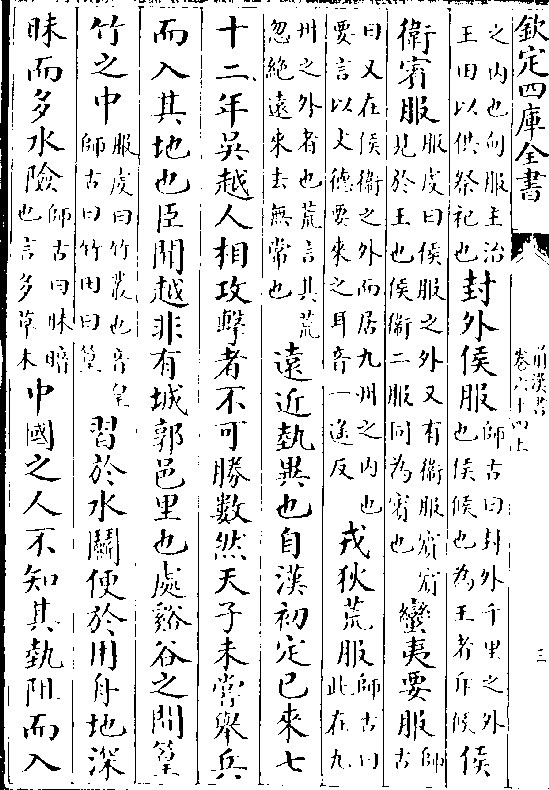 欽定四庫全書
前漢書
卷六十四上
三
之内也甸服主治
王田以供祭祀也
封外侯服
師古曰封外千里之外
也侯候也為王者斥候
侯
衛賓服
服虔曰侯服之外又有衛服賓賓
見於王也侯衛二服同為賓也
蠻夷要服
師
古
曰又在侯衛之外而居九州之内也
要言以文德要來之耳音一遥反
戎狄荒服
師古曰
此在九
州之外者也荒言其荒
忽絶遠來去無常也
遠近埶異也自漢初定已來七
十二年吳越人相攻擊者不可勝數然天子未嘗舉兵
而入其地也臣聞越非有城郭邑里也處谿谷之間篁
竹之中
服虔曰竹叢也音皇
師古曰竹田曰篁
習於水鬭便於用舟地深
昧而多水險
師古曰昧暗
也言多草木
中國之人不知其埶阻而入